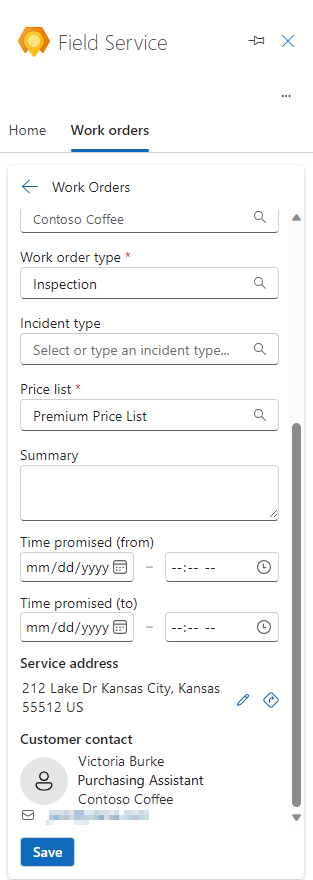 Field Service
...
Home Work orders
Work Orders
Contoso Coffee
Work order type *
Inspection
Incident type
Select or type an incident type...
Price list *
Premium Price List
Summary
Time promised (from)
mm/dd/yyyy – --:-- --
Time promised (to)
mm/dd/yyyy – --:-- --
Service address
212 Lake Dr Kansas City, Kansas
55512 US
Customer contact
Victoria Burke
Purchasing Assistant
Contoso Coffee
Save